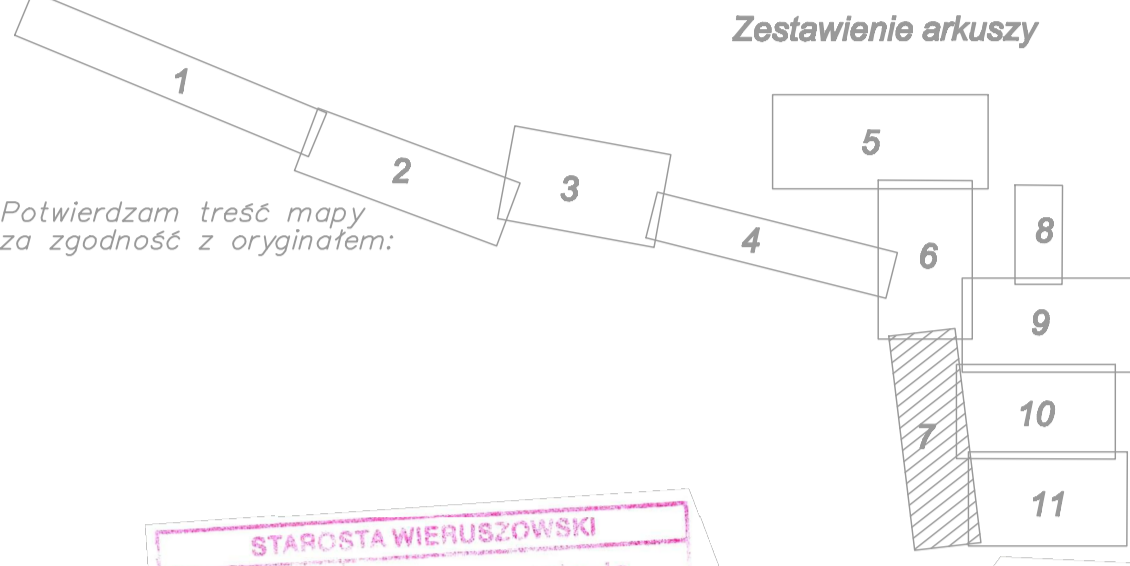 Zestawienie arkuszy
1
2
3
4
5
6
7
8
9
10
11
Potwierdzam treść mapy
za zgodność z oryginałem:
STAROSTA WIERUSZOWSKI